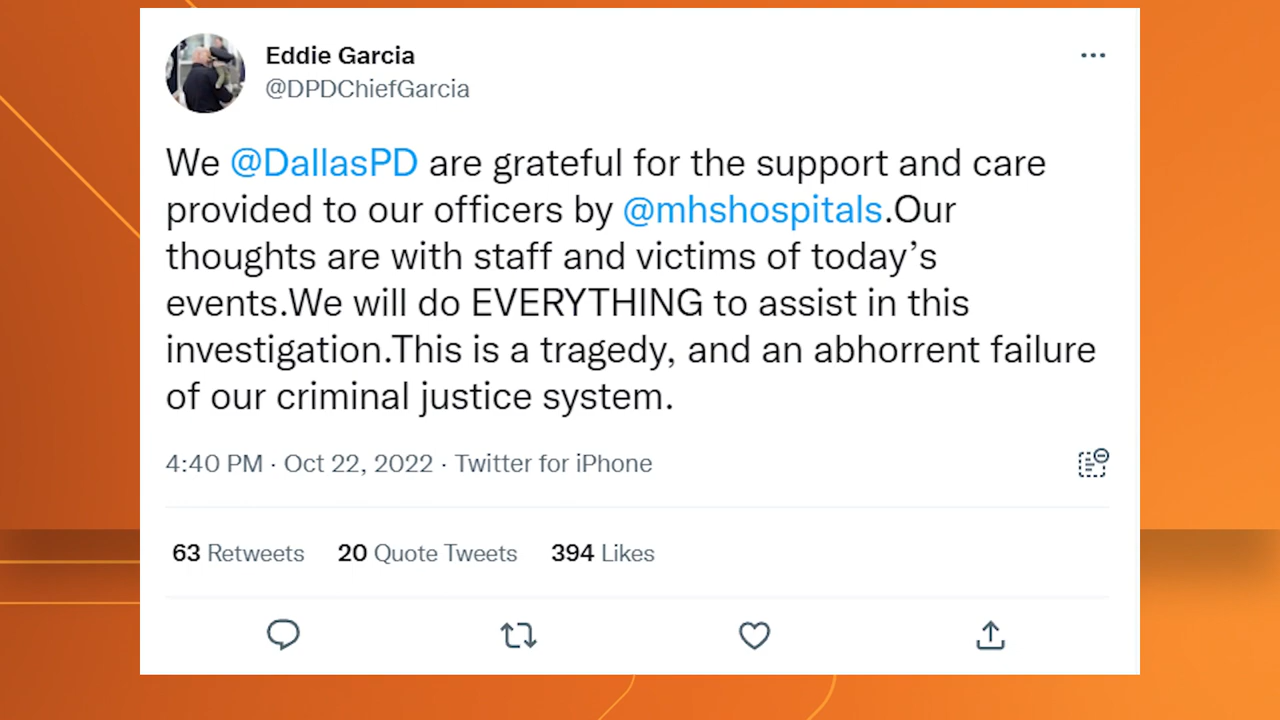 Eddie Garcia
@DPDChiefGarcia
We @DallasPD are grateful for the support and care
provided to our officers by @mhshospitals.Our
thoughts are with staff and victims of today’s
events.We will do EVERYTHING to assist in this
investigation.This is a tragedy, and an abhorrent failure
of our criminal justice system.
4:40 PM · Oct 22, 2022 · Twitter for iPhone
63 Retweets 20 Quote Tweets 394 Likes